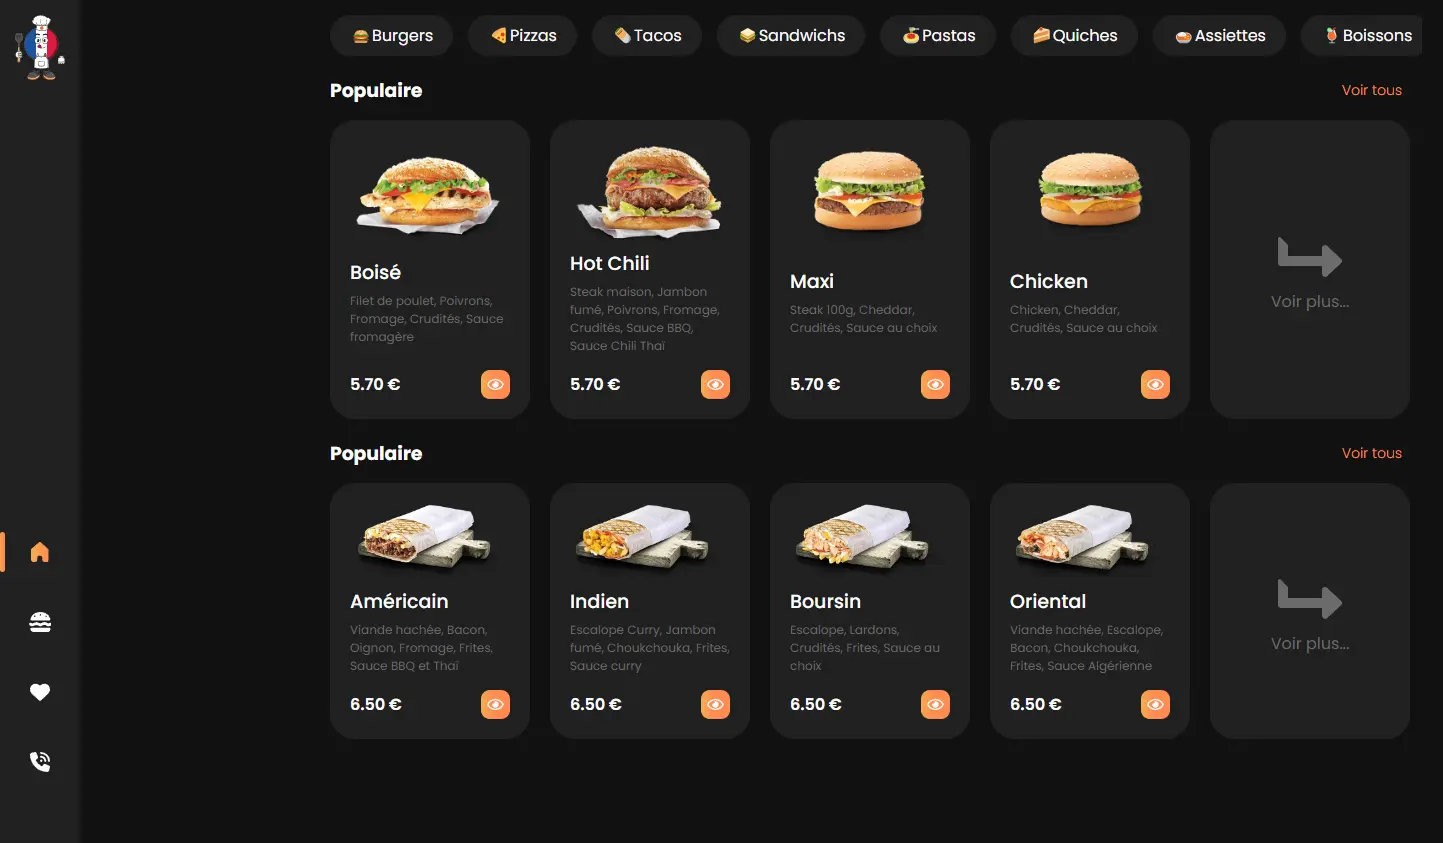 Burgers
Pizzas
Tacos
Sandwichs
Pastas
Quiches
Assiettes
Boissons
Populaire
Voir tous
Boisé
Filet de poulet, Poivrons,
Fromage, Crudités, Sauce
fromagère
5.70 €
Hot Chili
Steak maison, Jambon
fumé, Poivrons, Fromage,
Crudités, Sauce BBQ,
Sauce Chili Thaï
5.70 €
Maxi
Steak 100g, Cheddar,
Crudités, Sauce au choix
5.70 €
Chicken
Chicken, Cheddar,
Crudités, Sauce au choix
5.70 €
Voir plus...
Populaire
Voir tous
Américain
Viande hachée, Bacon,
Oignon, Fromage, Frites,
Sauce BBQ et Thaï
6.50 €
Indien
Escalope Curry, Jambon
fumé, Choukchouka, Frites,
Sauce curry
6.50 €
Boursin
Escalope, Lardons,
Crudités, Frites, Sauce au
choix
6.50 €
Oriental
Viande hachée, Escalope,
Bacon, Choukchouka,
Frites, Sauce Algérienne
6.50 €
Voir plus...